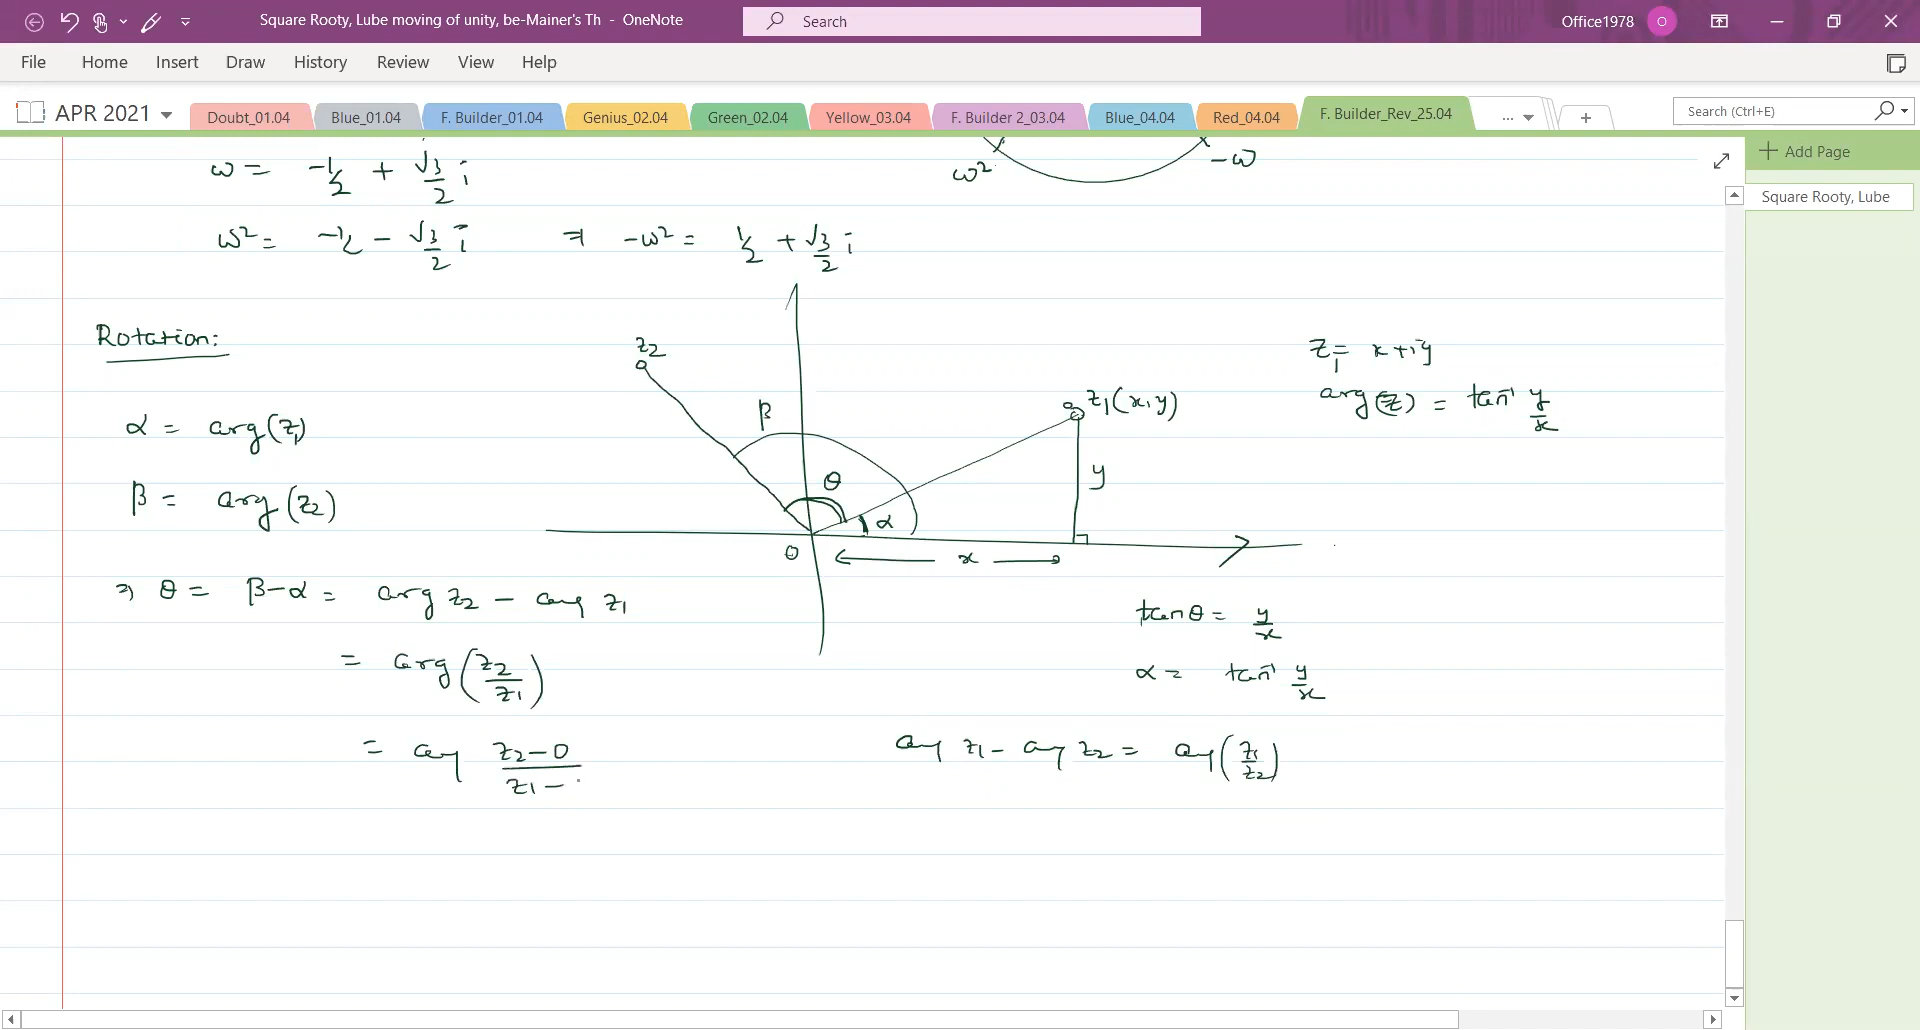 Square Rooty, Lube moving of unity, be-Mainer's Th - OneNote
Search
Office1978
O
File Home Insert Draw History Review View Help
APR 2021
Doubt_01.04
Blue_01.04
F. Builder_01.04
Genius_02.04
Green_02.04
Yellow_03.04
F. Builder 2_03.04
Blue_04.04
Red_04.04
F. Builder_Rev_25.04
...
+
Search (Ctrl+E)
+ Add Page
Square Rooty, Lube
ω = -1/2 + √3/2 i
ω² -ω
ω² = -1/2 - √3/2 i ⇒ -ω² = 1/2 + √3/2 i
Rotation:
z2
z1 = x+iy
z1(x,y)
arg(z) = tan⁻¹ y/x
β
α = arg(z1)
y
θ
β = arg(z2)
α
O
x
⇒ θ = β-α = arg z2 - arg z1
tanθ = y/x
= arg(z2/z1)
α = tan⁻¹ y/x
= arg z2-0/z1-
arg z1 - arg z2 = arg(z1/z2)